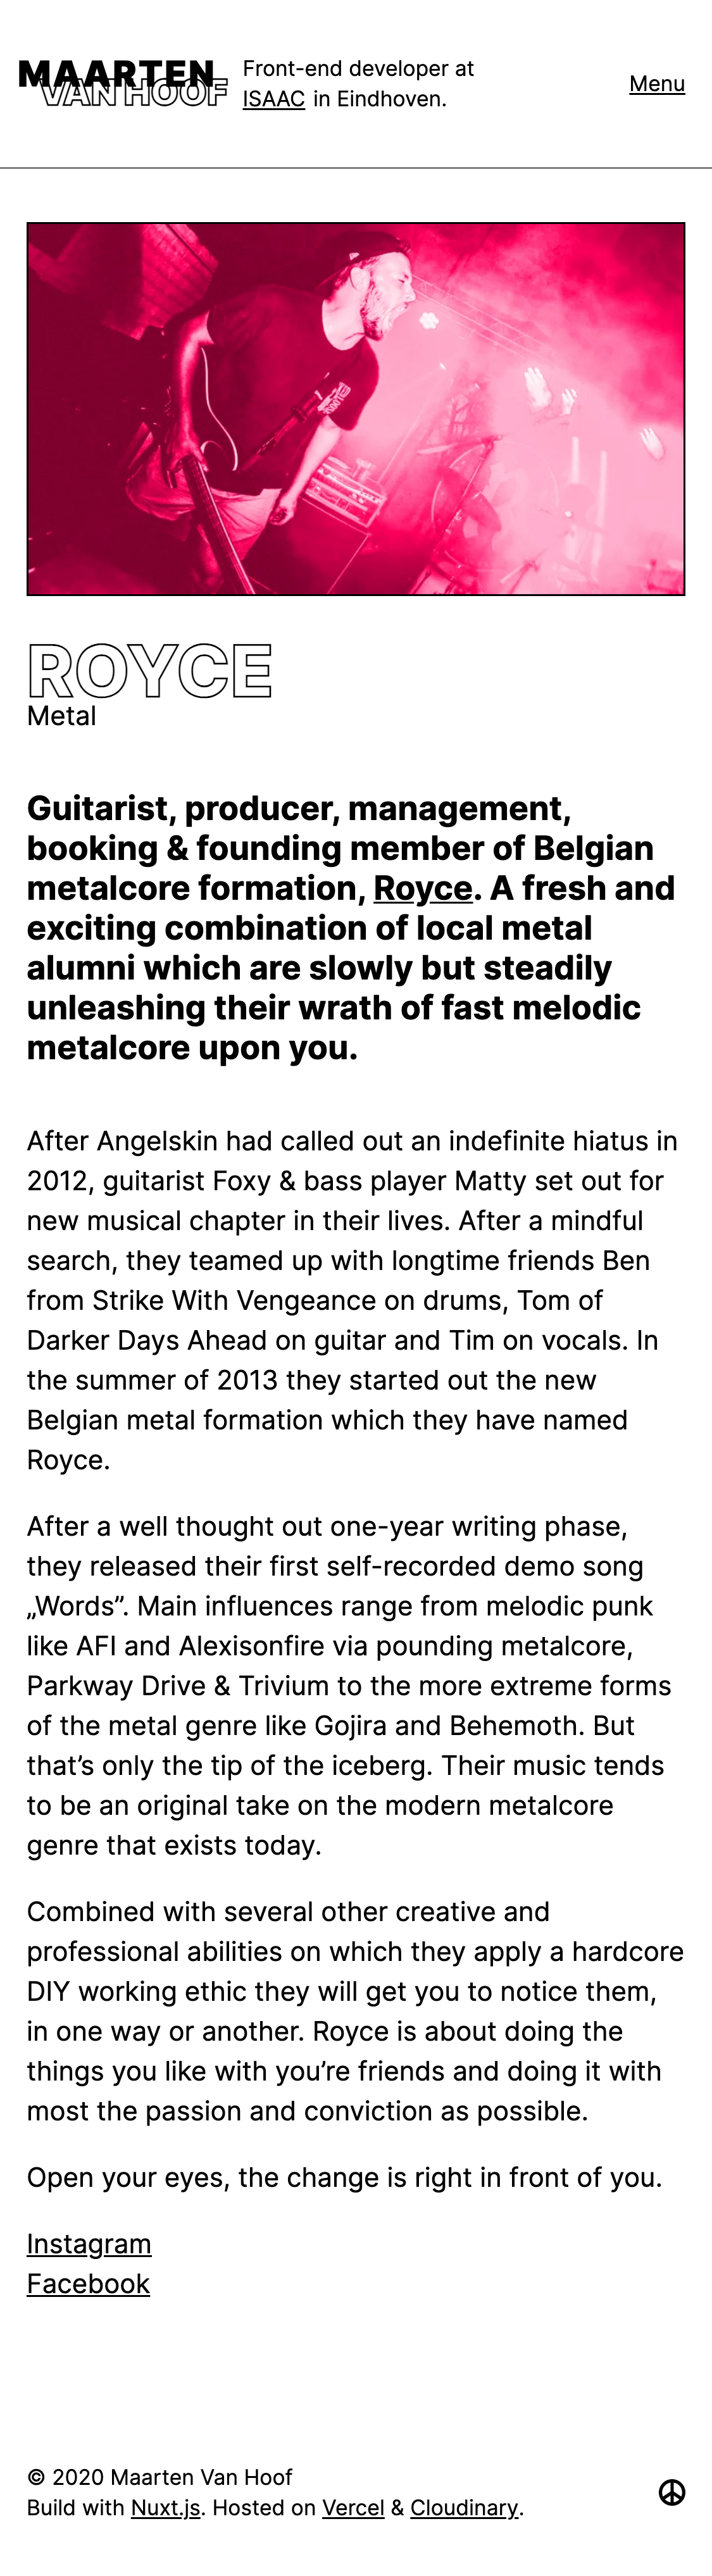 MAARTEN
VAN HOOF
Front-end developer at
ISAAC in Eindhoven.
Menu
ROYCE
Metal
Guitarist, producer, management,
booking & founding member of Belgian
metalcore formation, Royce. A fresh and
exciting combination of local metal
alumni which are slowly but steadily
unleashing their wrath of fast melodic
metalcore upon you.
After Angelskin had called out an indefinite hiatus in
2012, guitarist Foxy & bass player Matty set out for
new musical chapter in their lives. After a mindful
search, they teamed up with longtime friends Ben
from Strike With Vengeance on drums, Tom of
Darker Days Ahead on guitar and Tim on vocals. In
the summer of 2013 they started out the new
Belgian metal formation which they have named
Royce.
After a well thought out one-year writing phase,
they released their first self-recorded demo song
„Words”. Main influences range from melodic punk
like AFI and Alexisonfire via pounding metalcore,
Parkway Drive & Trivium to the more extreme forms
of the metal genre like Gojira and Behemoth. But
that’s only the tip of the iceberg. Their music tends
to be an original take on the modern metalcore
genre that exists today.
Combined with several other creative and
professional abilities on which they apply a hardcore
DIY working ethic they will get you to notice them,
in one way or another. Royce is about doing the
things you like with you’re friends and doing it with
most the passion and conviction as possible.
Open your eyes, the change is right in front of you.
Instagram
Facebook
© 2020 Maarten Van Hoof
Build with Nuxt.js. Hosted on Vercel & Cloudinary.